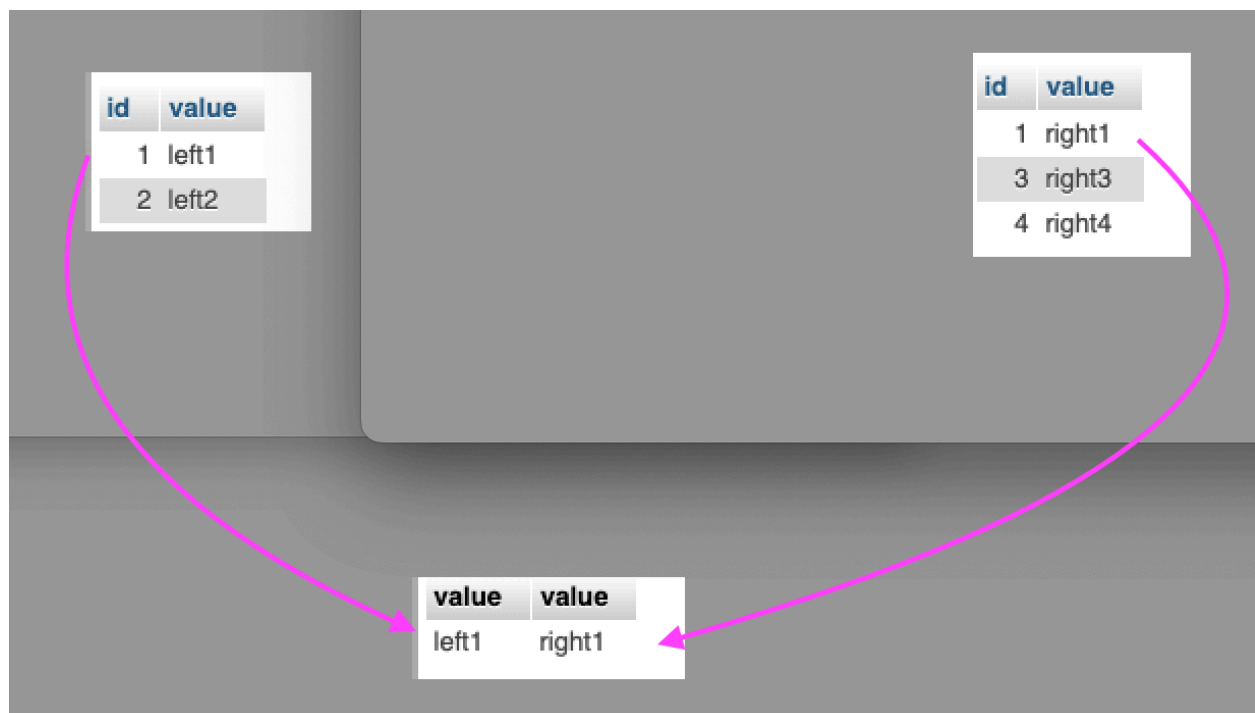 id value
1 left1
2 left2
id value
1 right1
3 right3
4 right4
value value
left1 right1